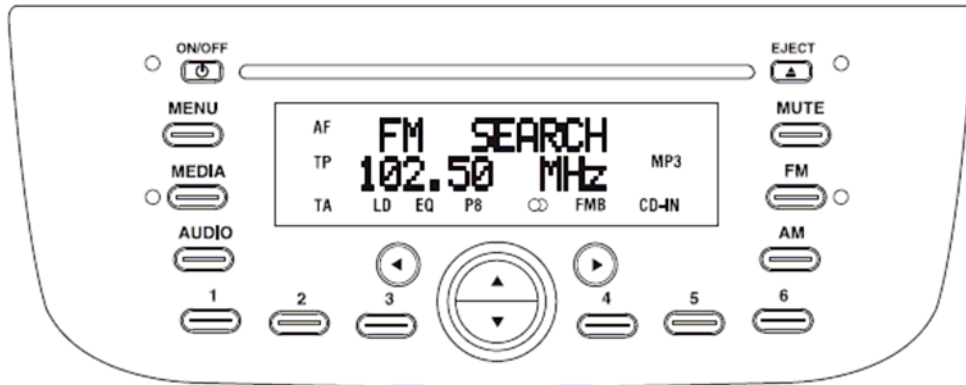 ON/OFF
EJECT
MENU
MUTE
AF
FM SEARCH
TP
102.50 MHz
MP3
MEDIA
FM
TA LD EQ P8 FMB CD-IN
AUDIO
AM
1
2
3
4
5
6